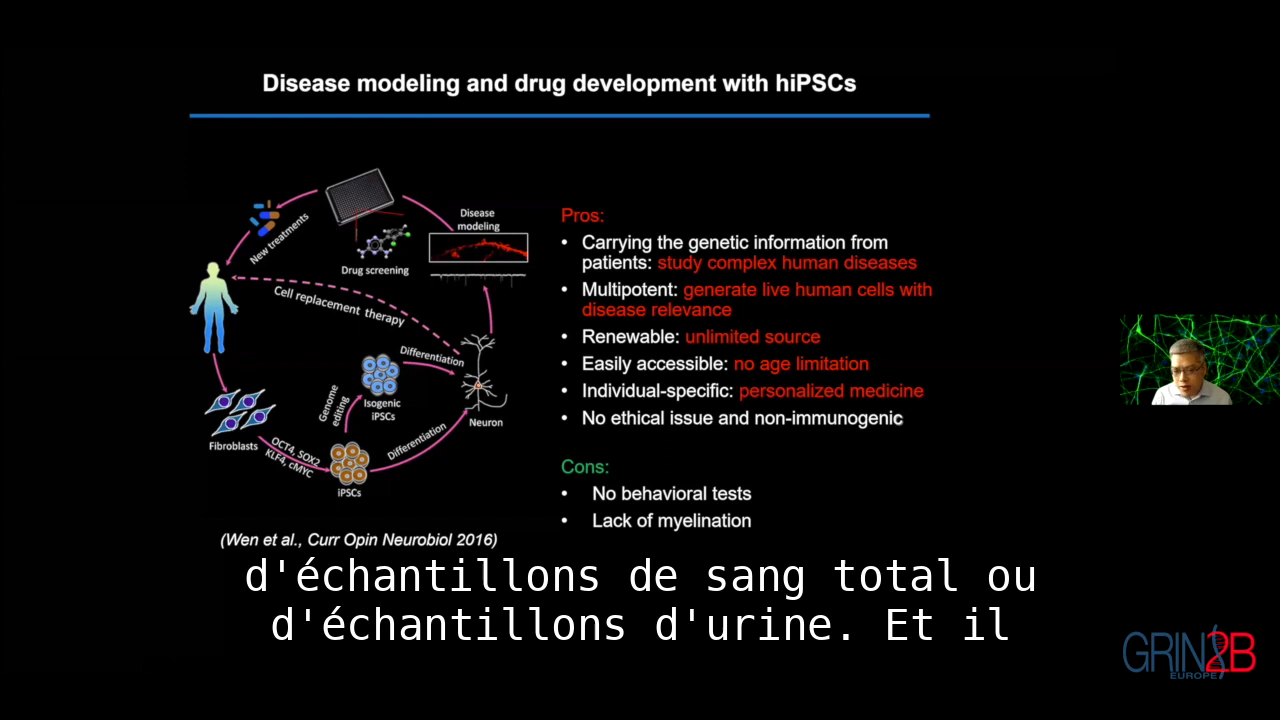 Disease modeling and drug development with hiPSCs
New treatments
Drug screening
Disease
modeling
Cell replacement therapy
Differentiation
Genome
editing
Isogenic
iPSCs
Neuron
Fibroblasts
OCT4, SOX2
KLF4, cMYC
Differentiation
iPSCs
(Wen et al., Curr Opin Neurobiol 2016)
Pros:
• Carrying the genetic information from
patients: study complex human diseases
• Multipotent: generate live human cells with
disease relevance
• Renewable: unlimited source
• Easily accessible: no age limitation
• Individual-specific: personalized medicine
• No ethical issue and non-immunogenic
Cons:
• No behavioral tests
• Lack of myelination
d'échantillons de sang total ou
d'échantillons d'urine. Et il
GRIN2B
EUROPE